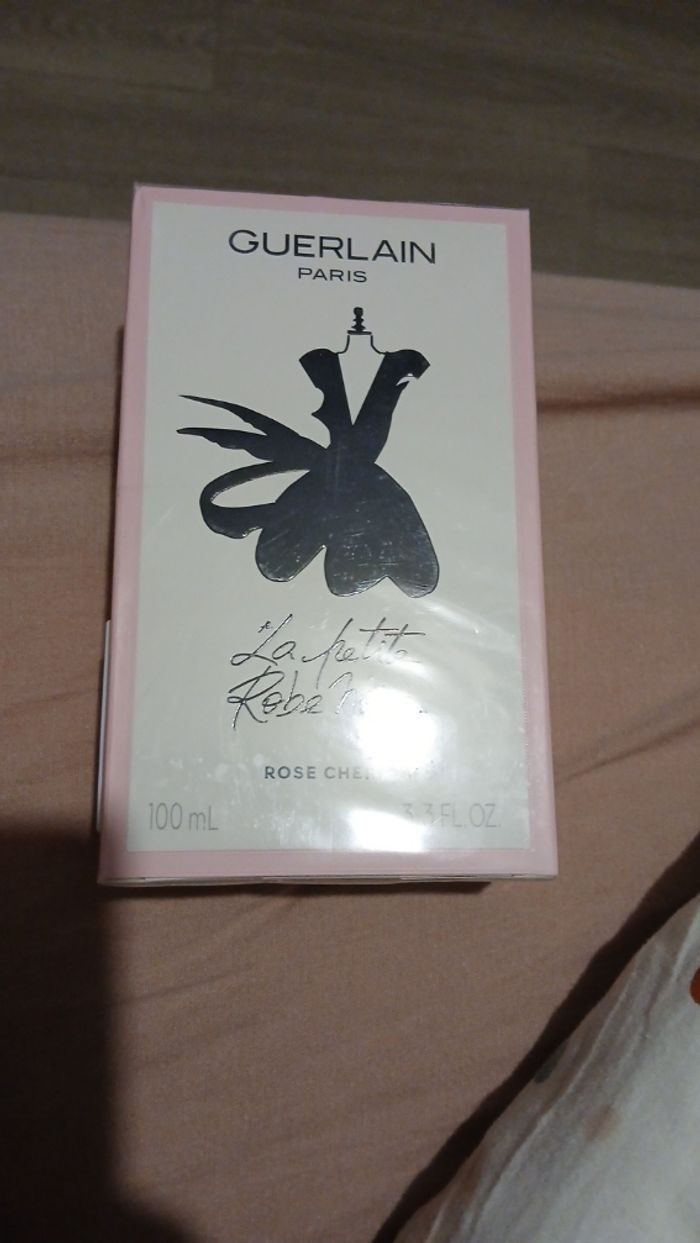 GUERLAIN
PARIS
La petite
Robe
ROSE
100 mL
3.3 FL.OZ.